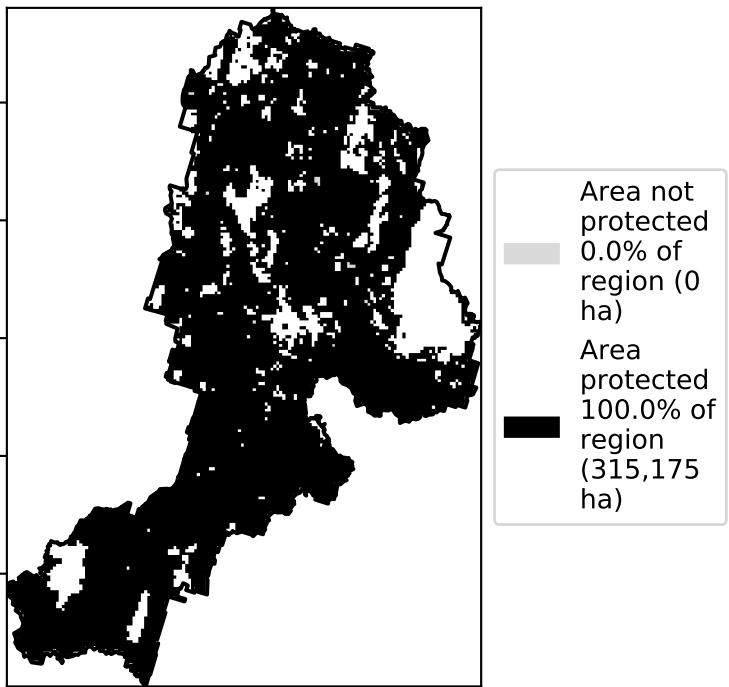 Area not
protected
0.0% of
region (0
ha)
Area
protected
100.0% of
region
(315,175
ha)